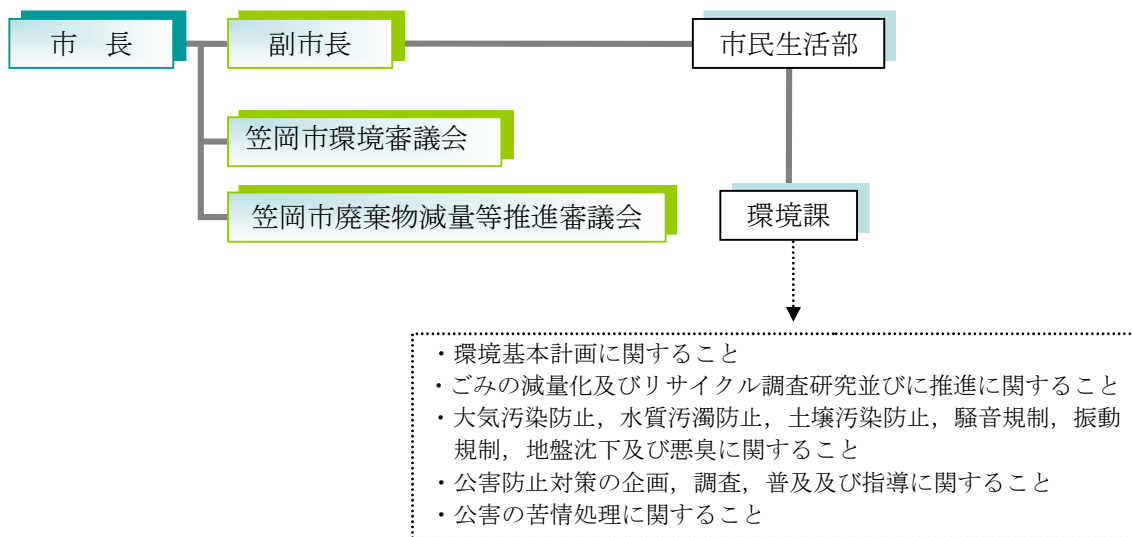 市　長
副市長
市民生活部
笠岡市環境審議会
笠岡市廃棄物減量等推進審議会
環境課
・環境基本計画に関すること
・ごみの減量化及びリサイクル調査研究並びに推進に関すること
・大気汚染防止，水質汚濁防止，土壌汚染防止，騒音規制，振動
規制，地盤沈下及び悪臭に関すること
・公害防止対策の企画，調査，普及及び指導に関すること
・公害の苦情処理に関すること